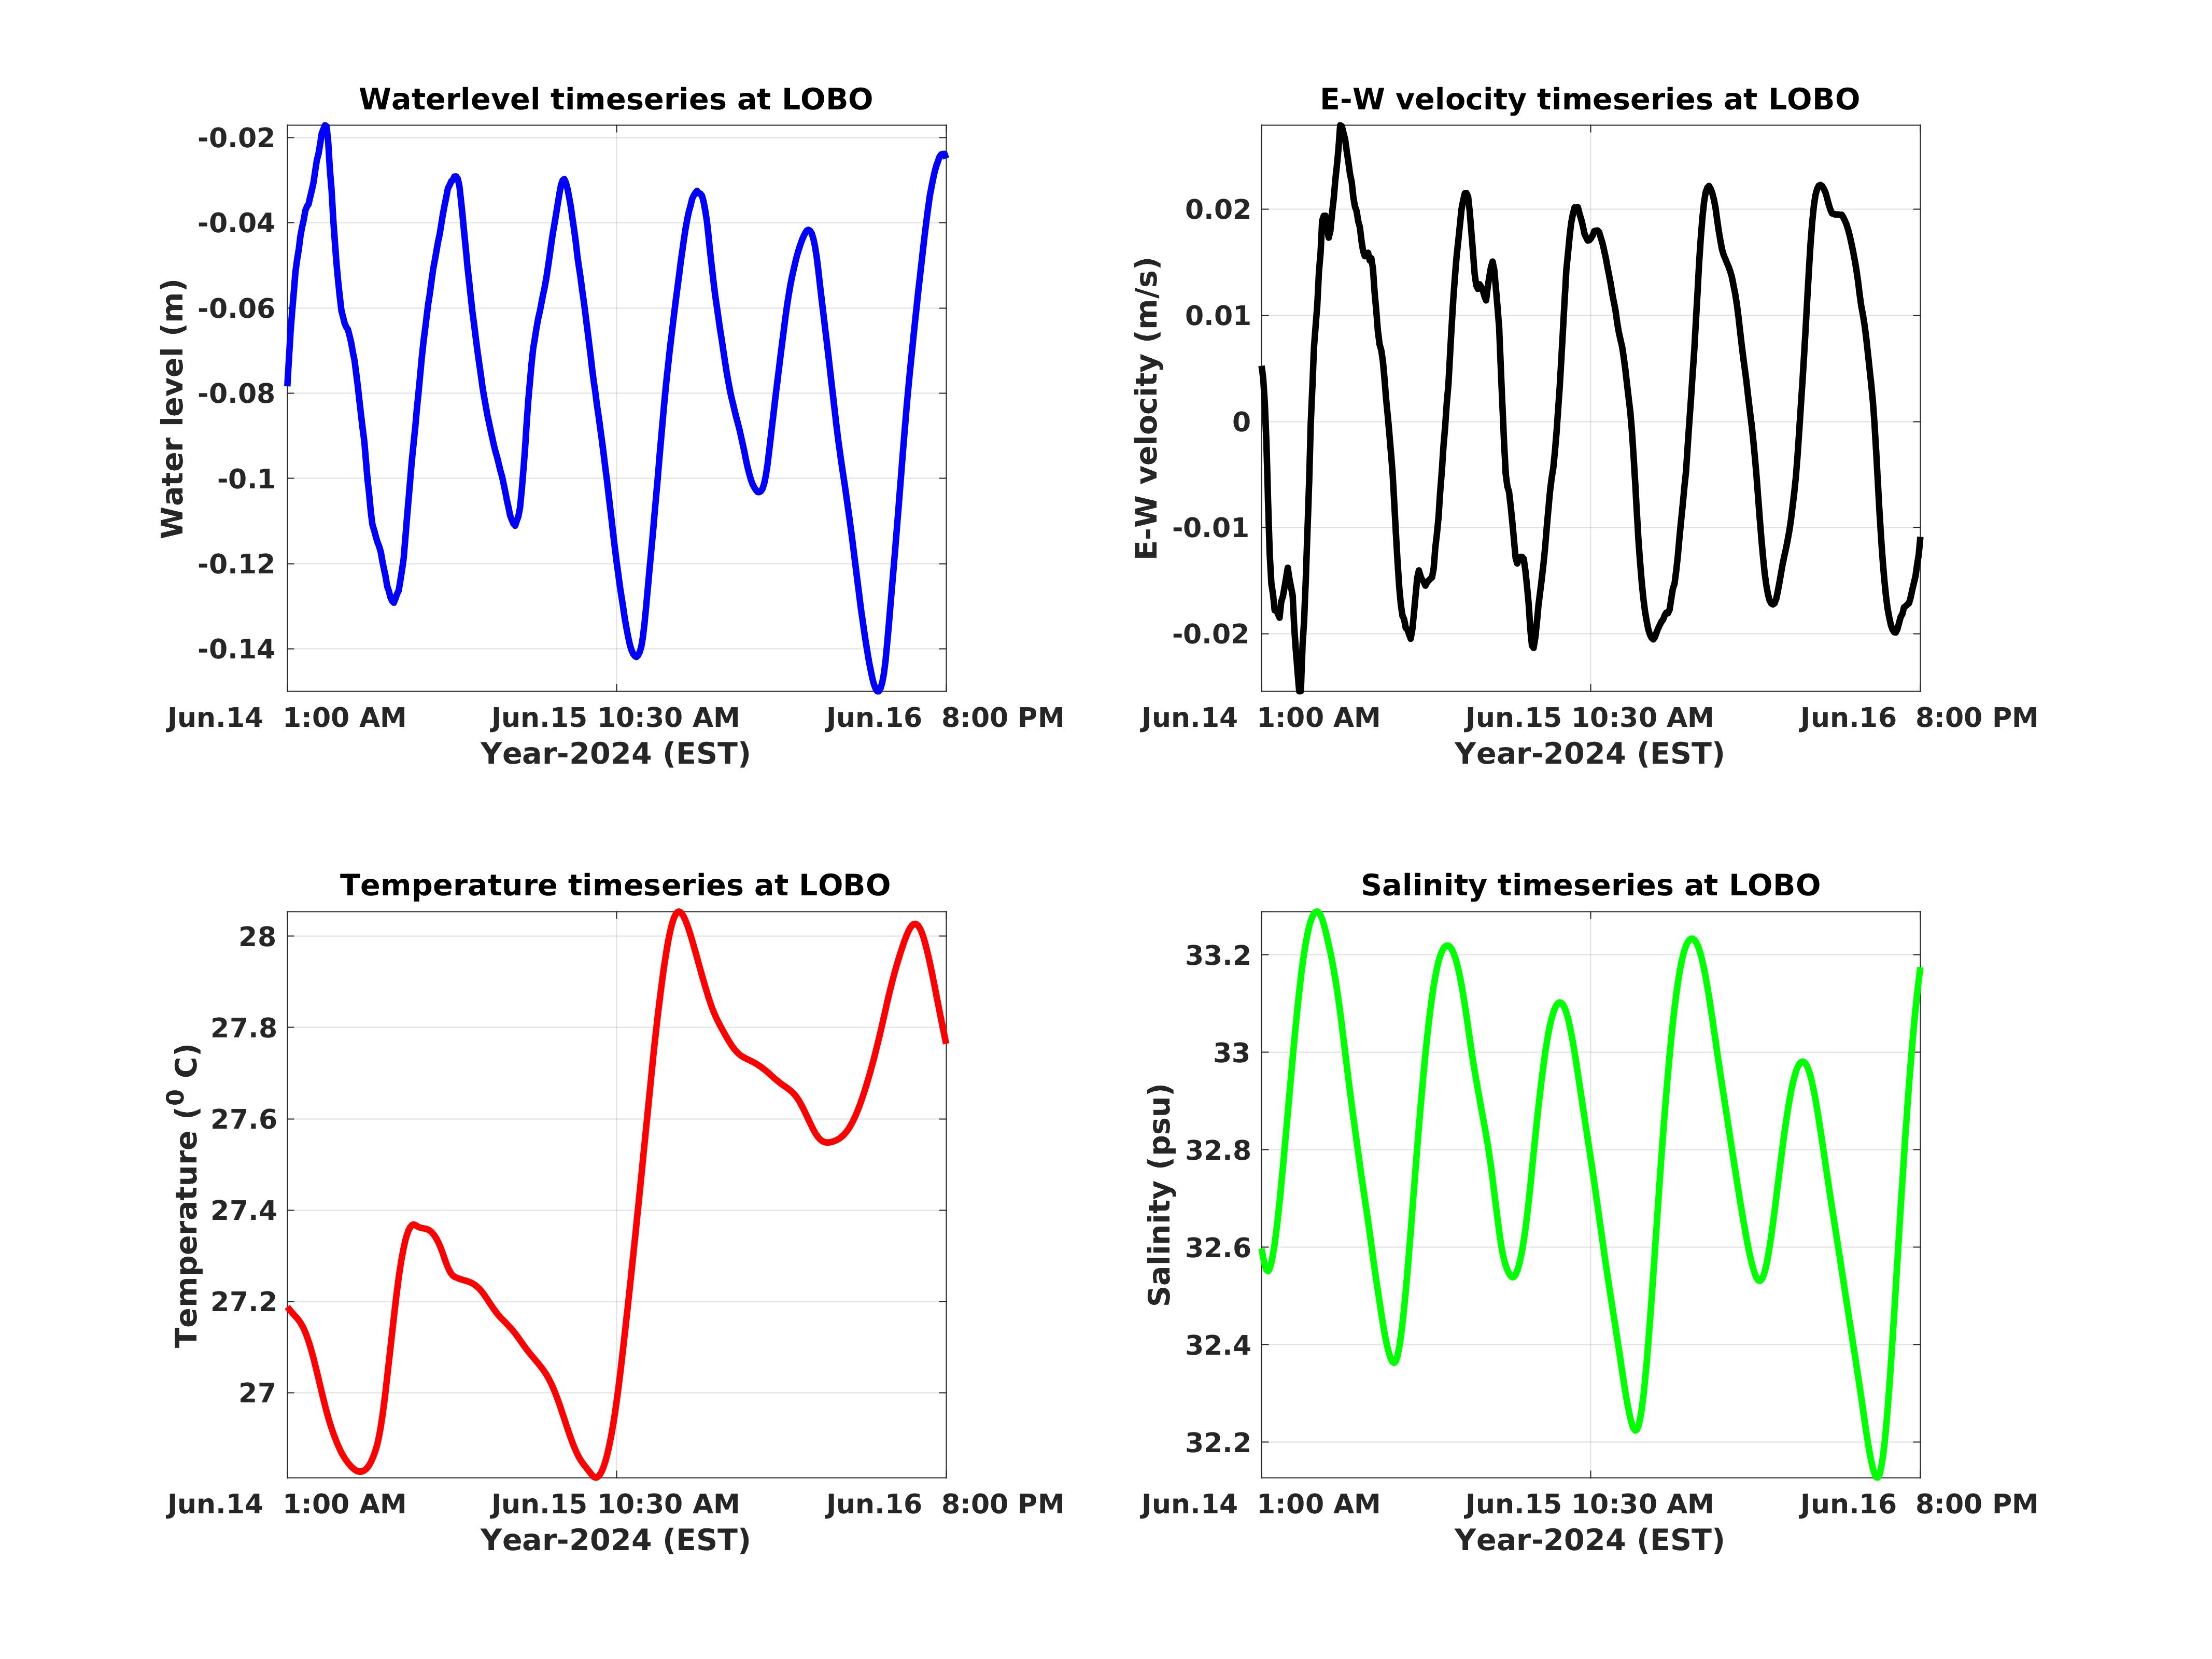 Waterlevel timeseries at LOBO
-0.02
-0.04
-0.06
-0.08
-0.1
-0.12
-0.14
Water level (m)
Jun.14 1:00 AM Jun.15 10:30 AM Jun.16 8:00 PM
Year-2024 (EST)
E-W velocity timeseries at LOBO
0.02
0.01
0
-0.01
-0.02
E-W velocity (m/s)
Jun.14 1:00 AM Jun.15 10:30 AM Jun.16 8:00 PM
Year-2024 (EST)
Temperature timeseries at LOBO
28
27.8
27.6
27.4
27.2
27
Temperature (⁰ C)
Jun.14 1:00 AM Jun.15 10:30 AM Jun.16 8:00 PM
Year-2024 (EST)
Salinity timeseries at LOBO
33.2
33
32.8
32.6
32.4
32.2
Salinity (psu)
Jun.14 1:00 AM Jun.15 10:30 AM Jun.16 8:00 PM
Year-2024 (EST)